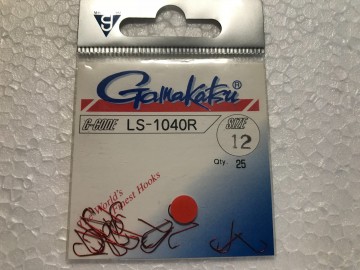 Gamakatsu®
G-CODE LS-1040R
SIZE
12
Qty. 25
World's
Finest Hooks